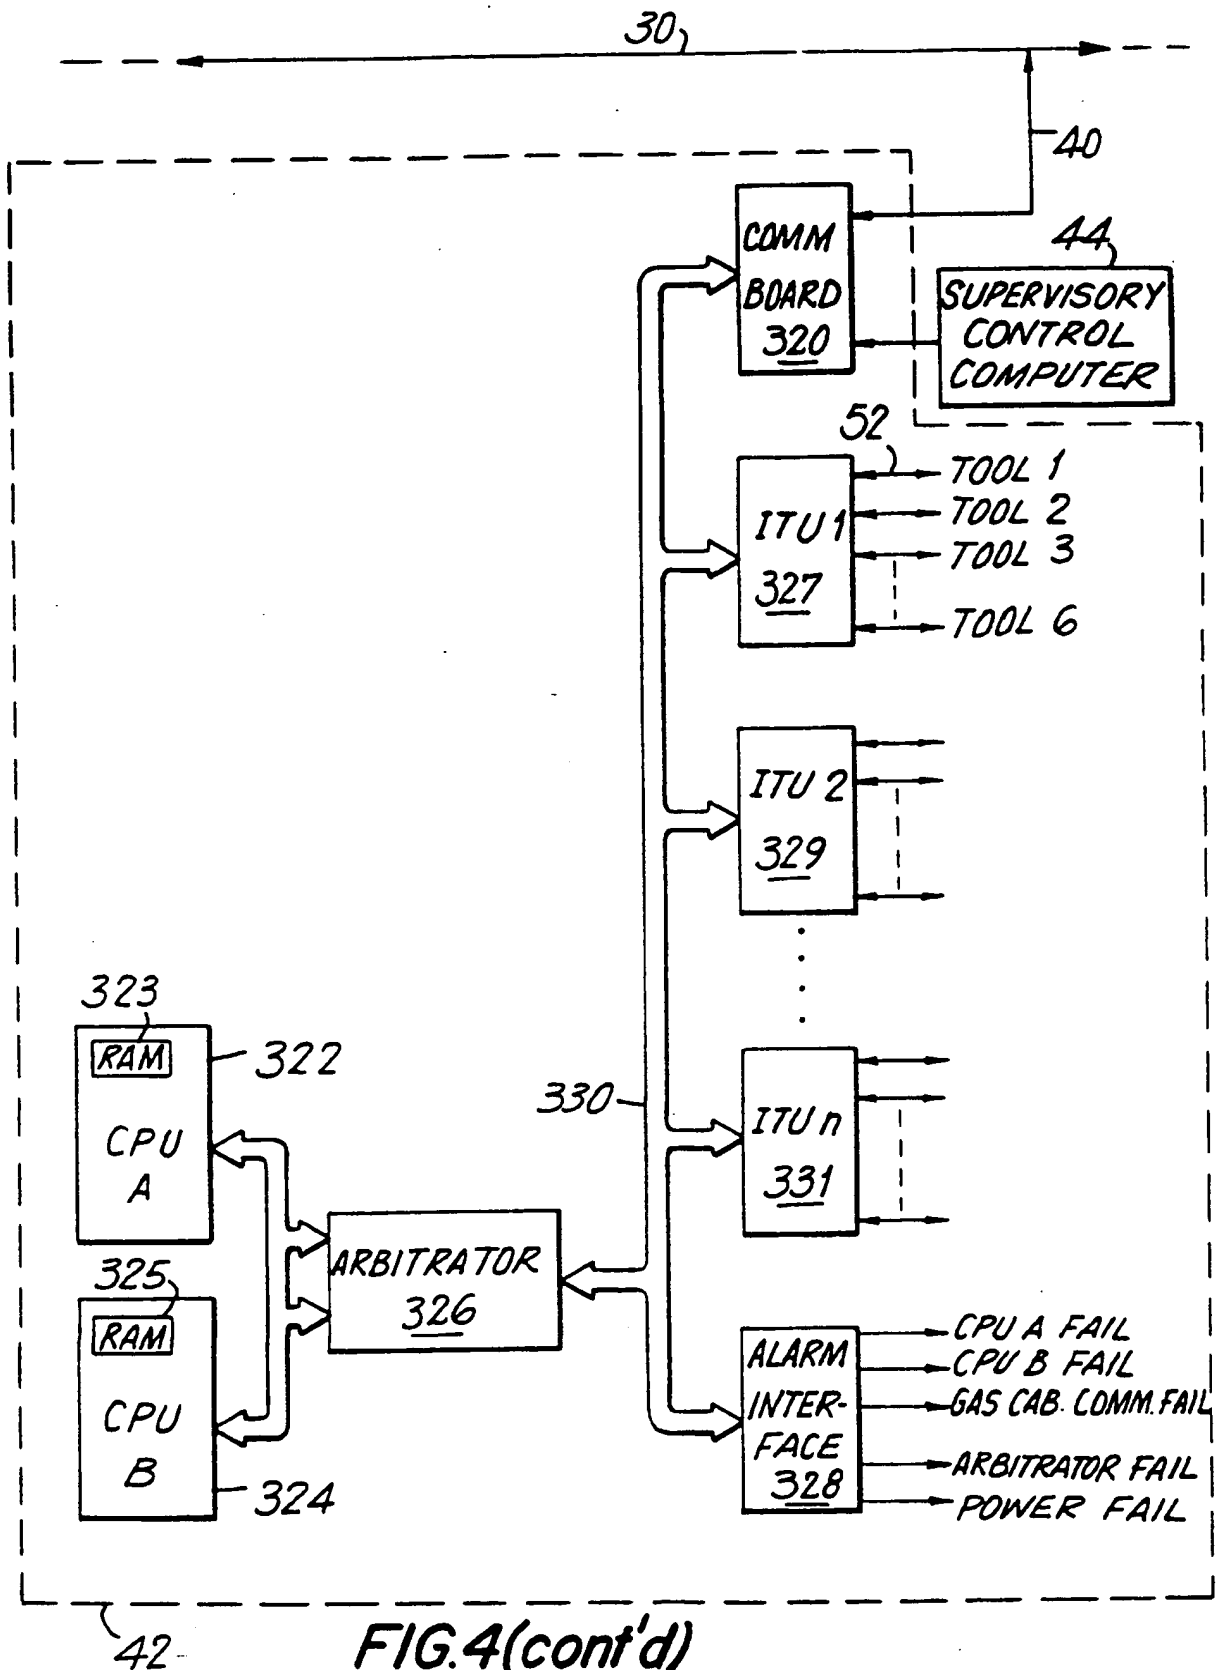 30
40
44
COMM
BOARD
320
SUPERVISORY
CONTROL
COMPUTER
52
TOOL 1
TOOL 2
TOOL 3
TOOL 6
ITU 1
327
ITU 2
329
323
RAM
322
CPU
A
330
ITU n
331
325
RAM
CPU
B
324
ARBITRATOR
326
ALARM
INTER-
FACE
328
CPU A FAIL
CPU B FAIL
GAS CAB. COMM. FAIL
ARBITRATOR FAIL
POWER FAIL
42
FIG.4(cont'd)